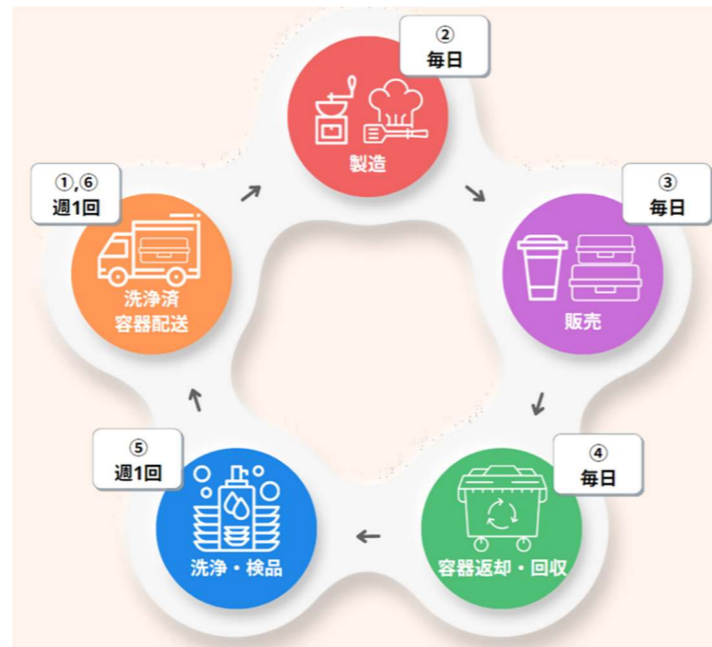 ②
毎日
製造
①,⑥
週1回
洗浄済
容器配送
③
毎日
販売
⑤
週1回
洗浄・検品
④
毎日
容器返却・回収